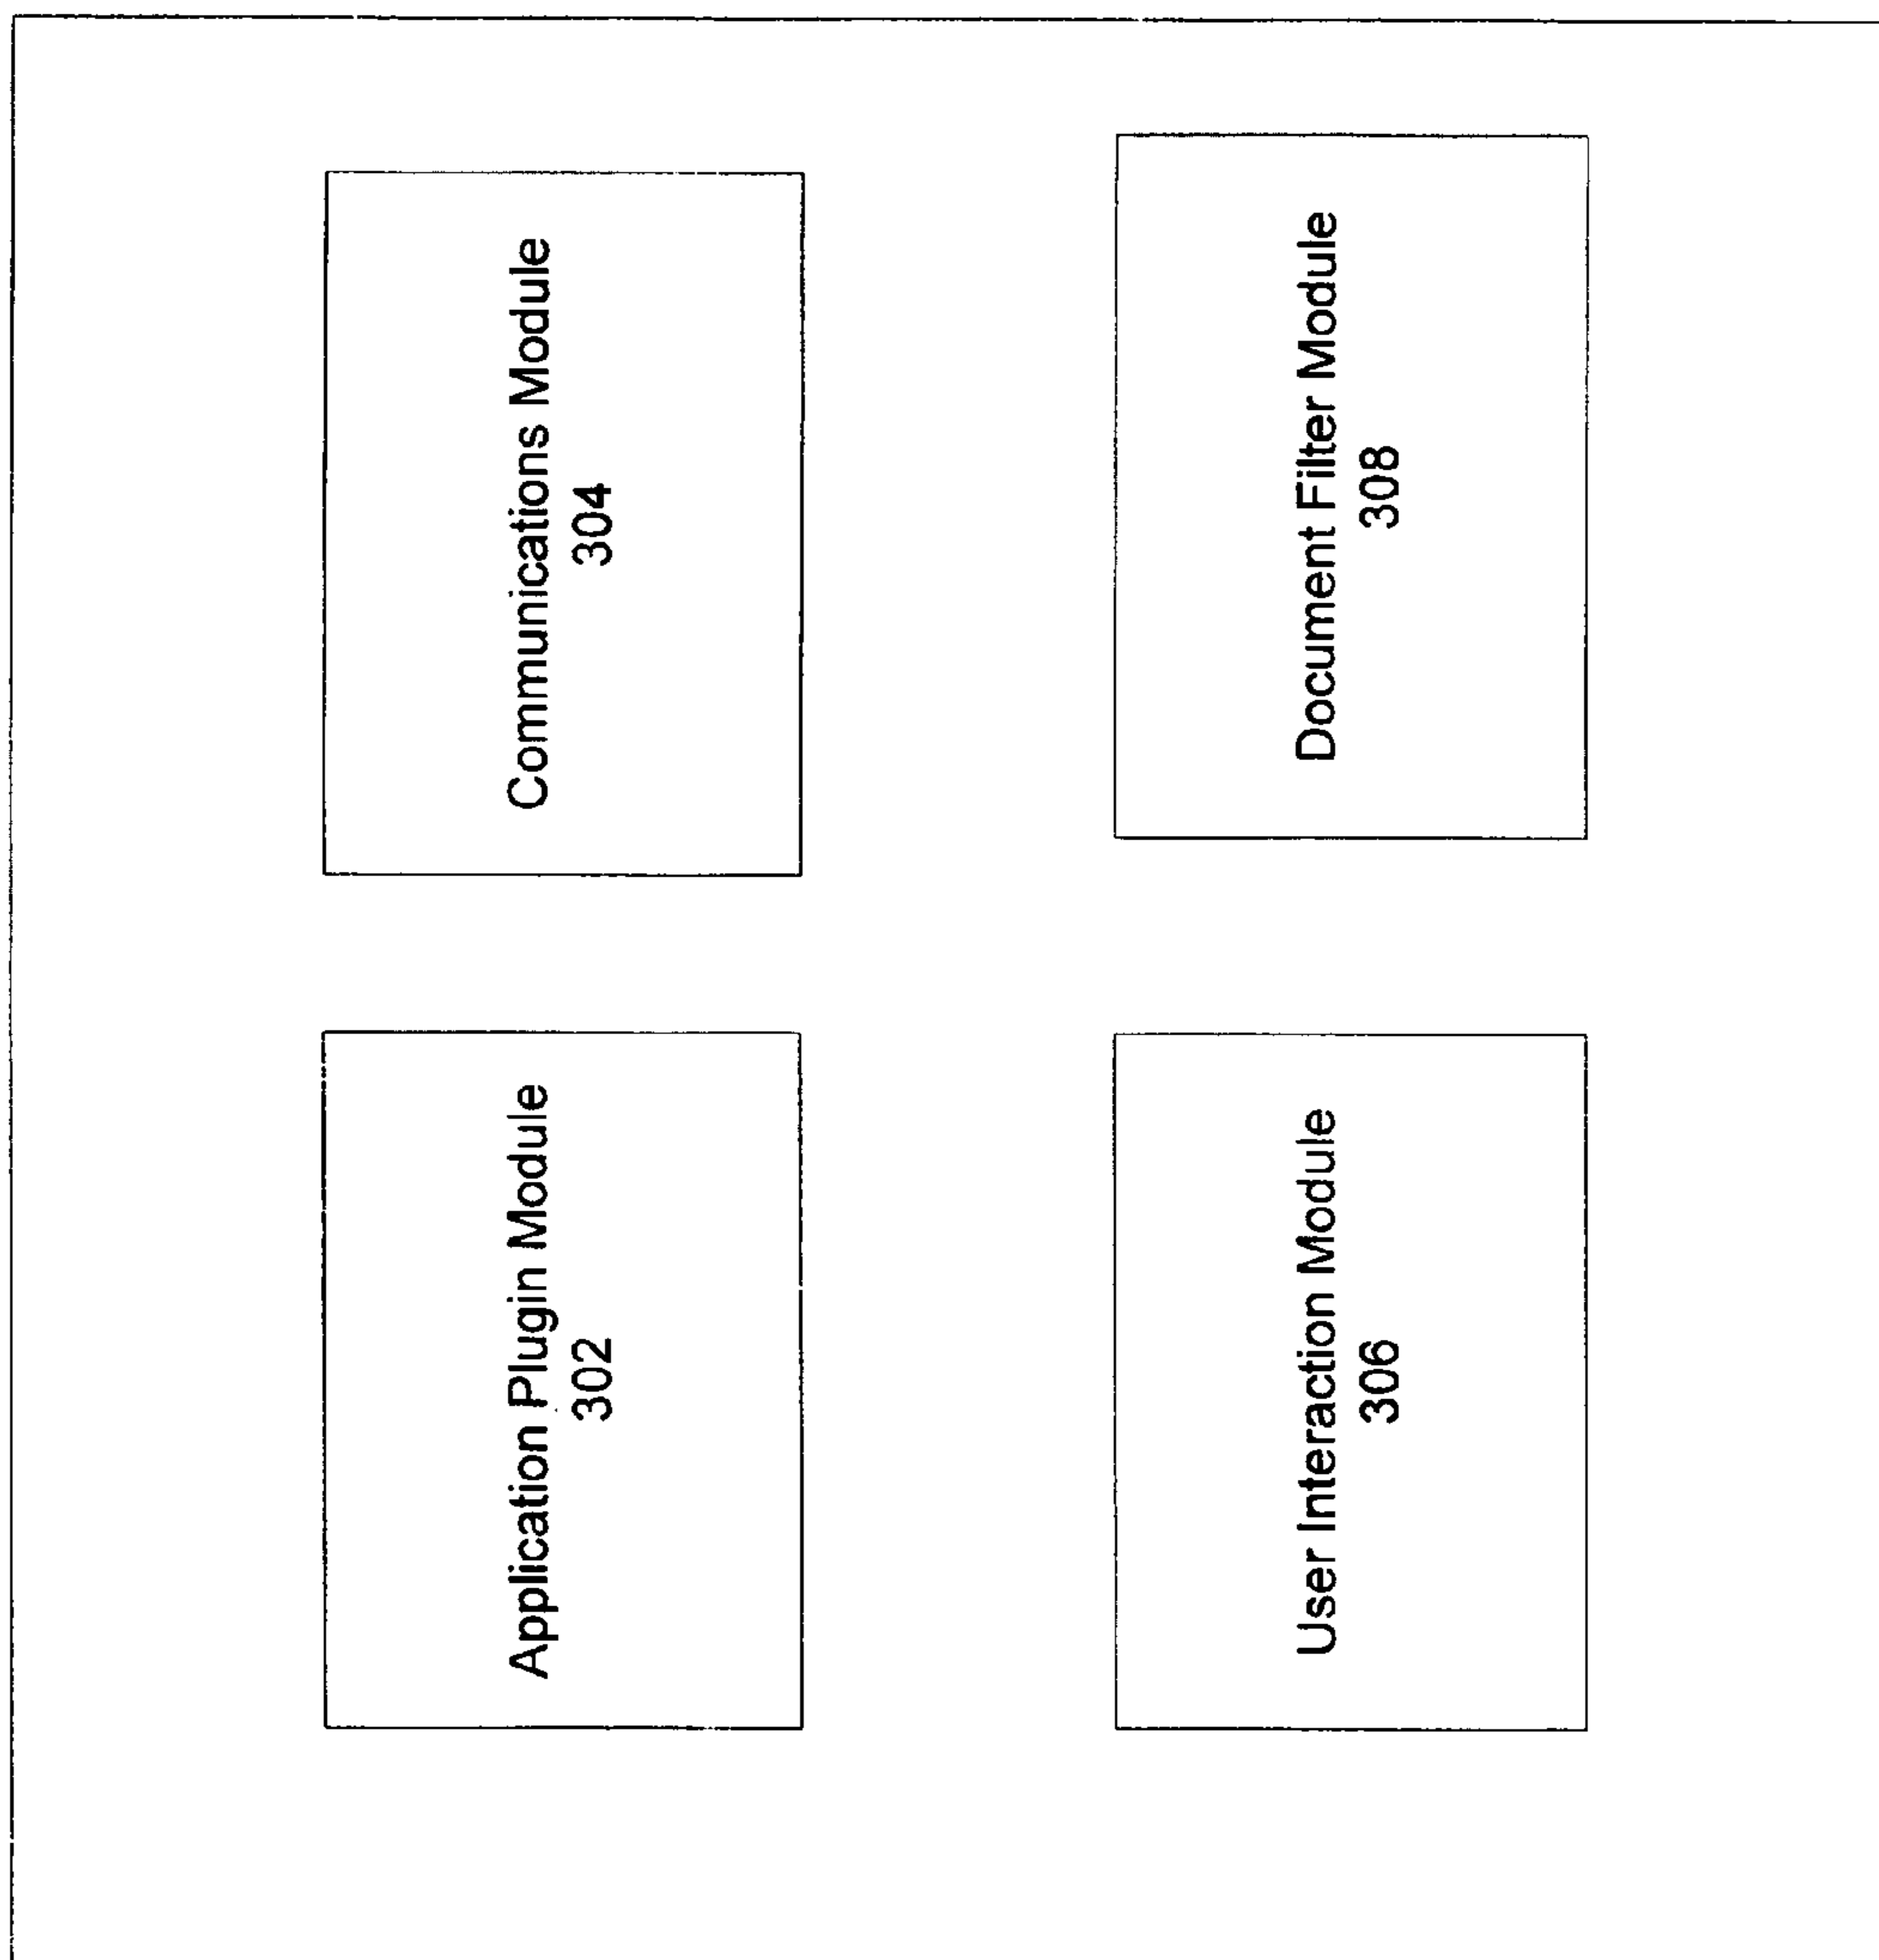 Application Plugin Module
302
Communications Module
304
User Interaction Module
306
Document Filter Module
308